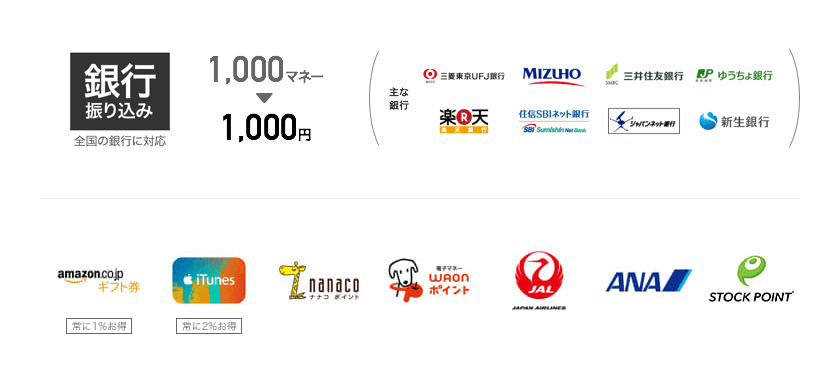 銀行
振り込み
全国の銀行に対応
1,000マネー
1,000円
主な
銀行
三菱東京UFJ銀行
MIZUHO
SMBC 三井住友銀行
JP BANK ゆうちょ銀行
楽R天
楽天銀行
住信SBIネット銀行
SBI Sumishin Net Bank
ジャパンネット銀行
新生銀行
amazon.co.jp
ギフト券
常に1%お得
iTunes
常に2%お得
nanaco
ナナコ ポイント
電子マネー
WAON
ポイント
JAL
JAPAN AIRLINES
ANA
STOCK POINT